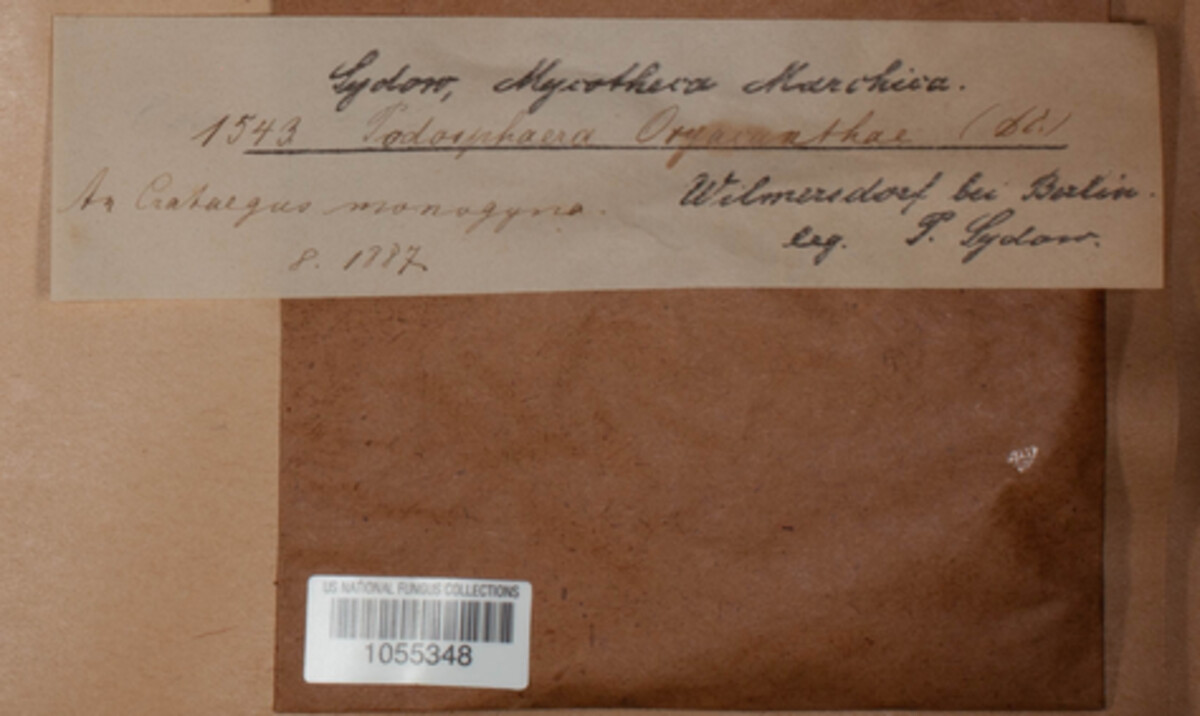 Sydow, Mycotheca Marchica.
1543 Podosphaera Oxyacanthae (DC.)
An Crataegus monogyna.
8. 1887
Wilmersdorf bei Berlin.
leg. P. Sydow.
US NATIONAL FUNGUS COLLECTIONS
1055348